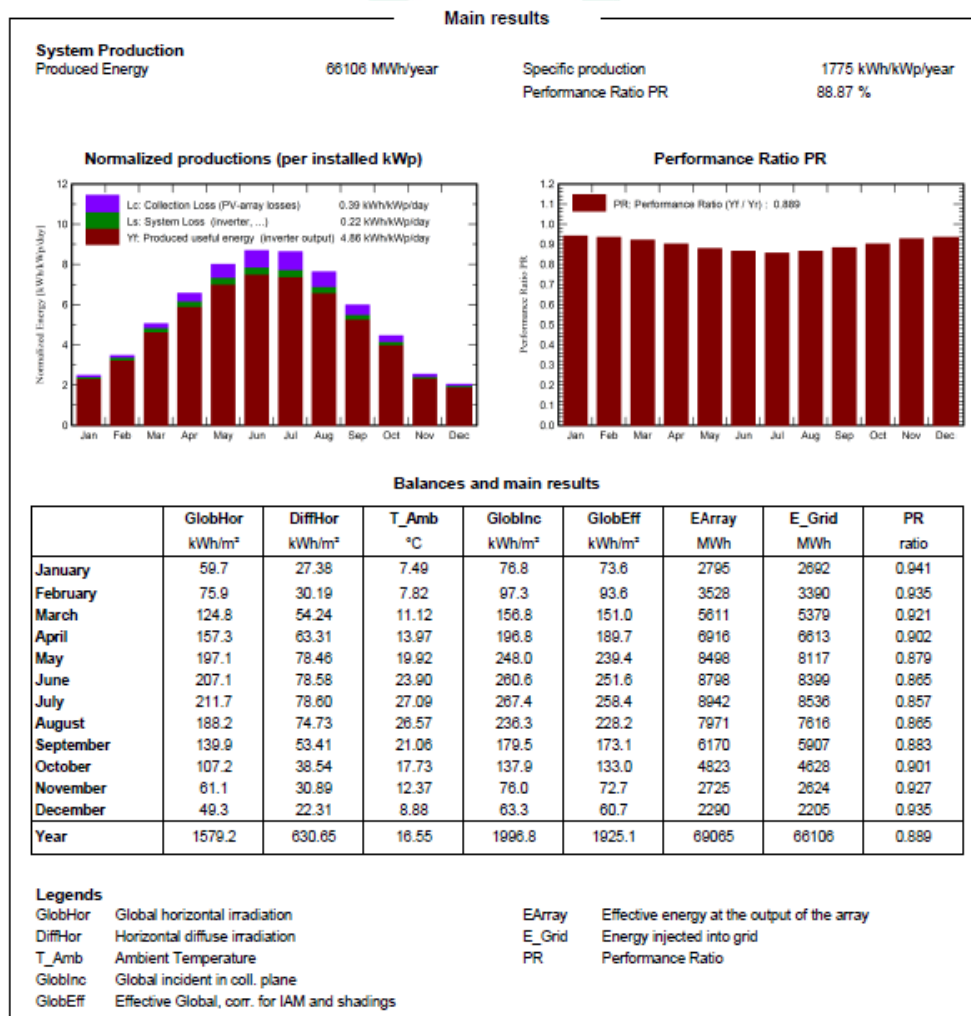 Main results
System Production
Produced Energy 66106 MWh/year Specific production 1775 kWh/kWp/year
Performance Ratio PR 88.87 %
Normalized productions (per installed kWp)
Lc: Collection Loss (PV-array losses) 0.39 kWh/kWp/day
Ls: System Loss (inverter, ...) 0.22 kWh/kWp/day
Yf: Produced useful energy (inverter output) 4.86 kWh/kWp/day
Normalized Energy [kWh/kWp/day]
12
10
8
6
4
2
0
Jan Feb Mar Apr May Jun Jul Aug Sep Oct Nov Dec
Performance Ratio PR
PR: Performance Ratio (Yf / Yr) : 0.889
Performance Ratio PR
1.2
1.1
1.0
0.9
0.8
0.7
0.6
0.5
0.4
0.3
0.2
0.1
0.0
Jan Feb Mar Apr May Jun Jul Aug Sep Oct Nov Dec
Balances and main results
GlobHor DiffHor T_Amb GlobInc GlobEff EArray E_Grid PR
kWh/m² kWh/m² °C kWh/m² kWh/m² MWh MWh ratio
January 59.7 27.38 7.49 76.8 73.6 2795 2692 0.941
February 75.9 30.19 7.82 97.3 93.6 3528 3390 0.935
March 124.8 54.24 11.12 156.8 151.0 5611 5379 0.921
April 157.3 63.31 13.97 196.8 189.7 6916 6613 0.902
May 197.1 78.46 19.92 248.0 239.4 8498 8117 0.879
June 207.1 78.58 23.90 260.6 251.6 8798 8399 0.865
July 211.7 78.60 27.09 267.4 258.4 8942 8536 0.857
August 188.2 74.73 26.57 236.3 228.2 7971 7616 0.865
September 139.9 53.41 21.06 179.5 173.1 6170 5907 0.883
October 107.2 38.54 17.73 137.9 133.0 4823 4628 0.901
November 61.1 30.89 12.37 76.0 72.7 2725 2624 0.927
December 49.3 22.31 8.88 63.3 60.7 2290 2205 0.935
Year 1579.2 630.65 16.55 1996.8 1925.1 69065 66106 0.889
Legends
GlobHor Global horizontal irradiation EArray Effective energy at the output of the array
DiffHor Horizontal diffuse irradiation E_Grid Energy injected into grid
T_Amb Ambient Temperature PR Performance Ratio
GlobInc Global incident in coll. plane
GlobEff Effective Global, corr. for IAM and shadings